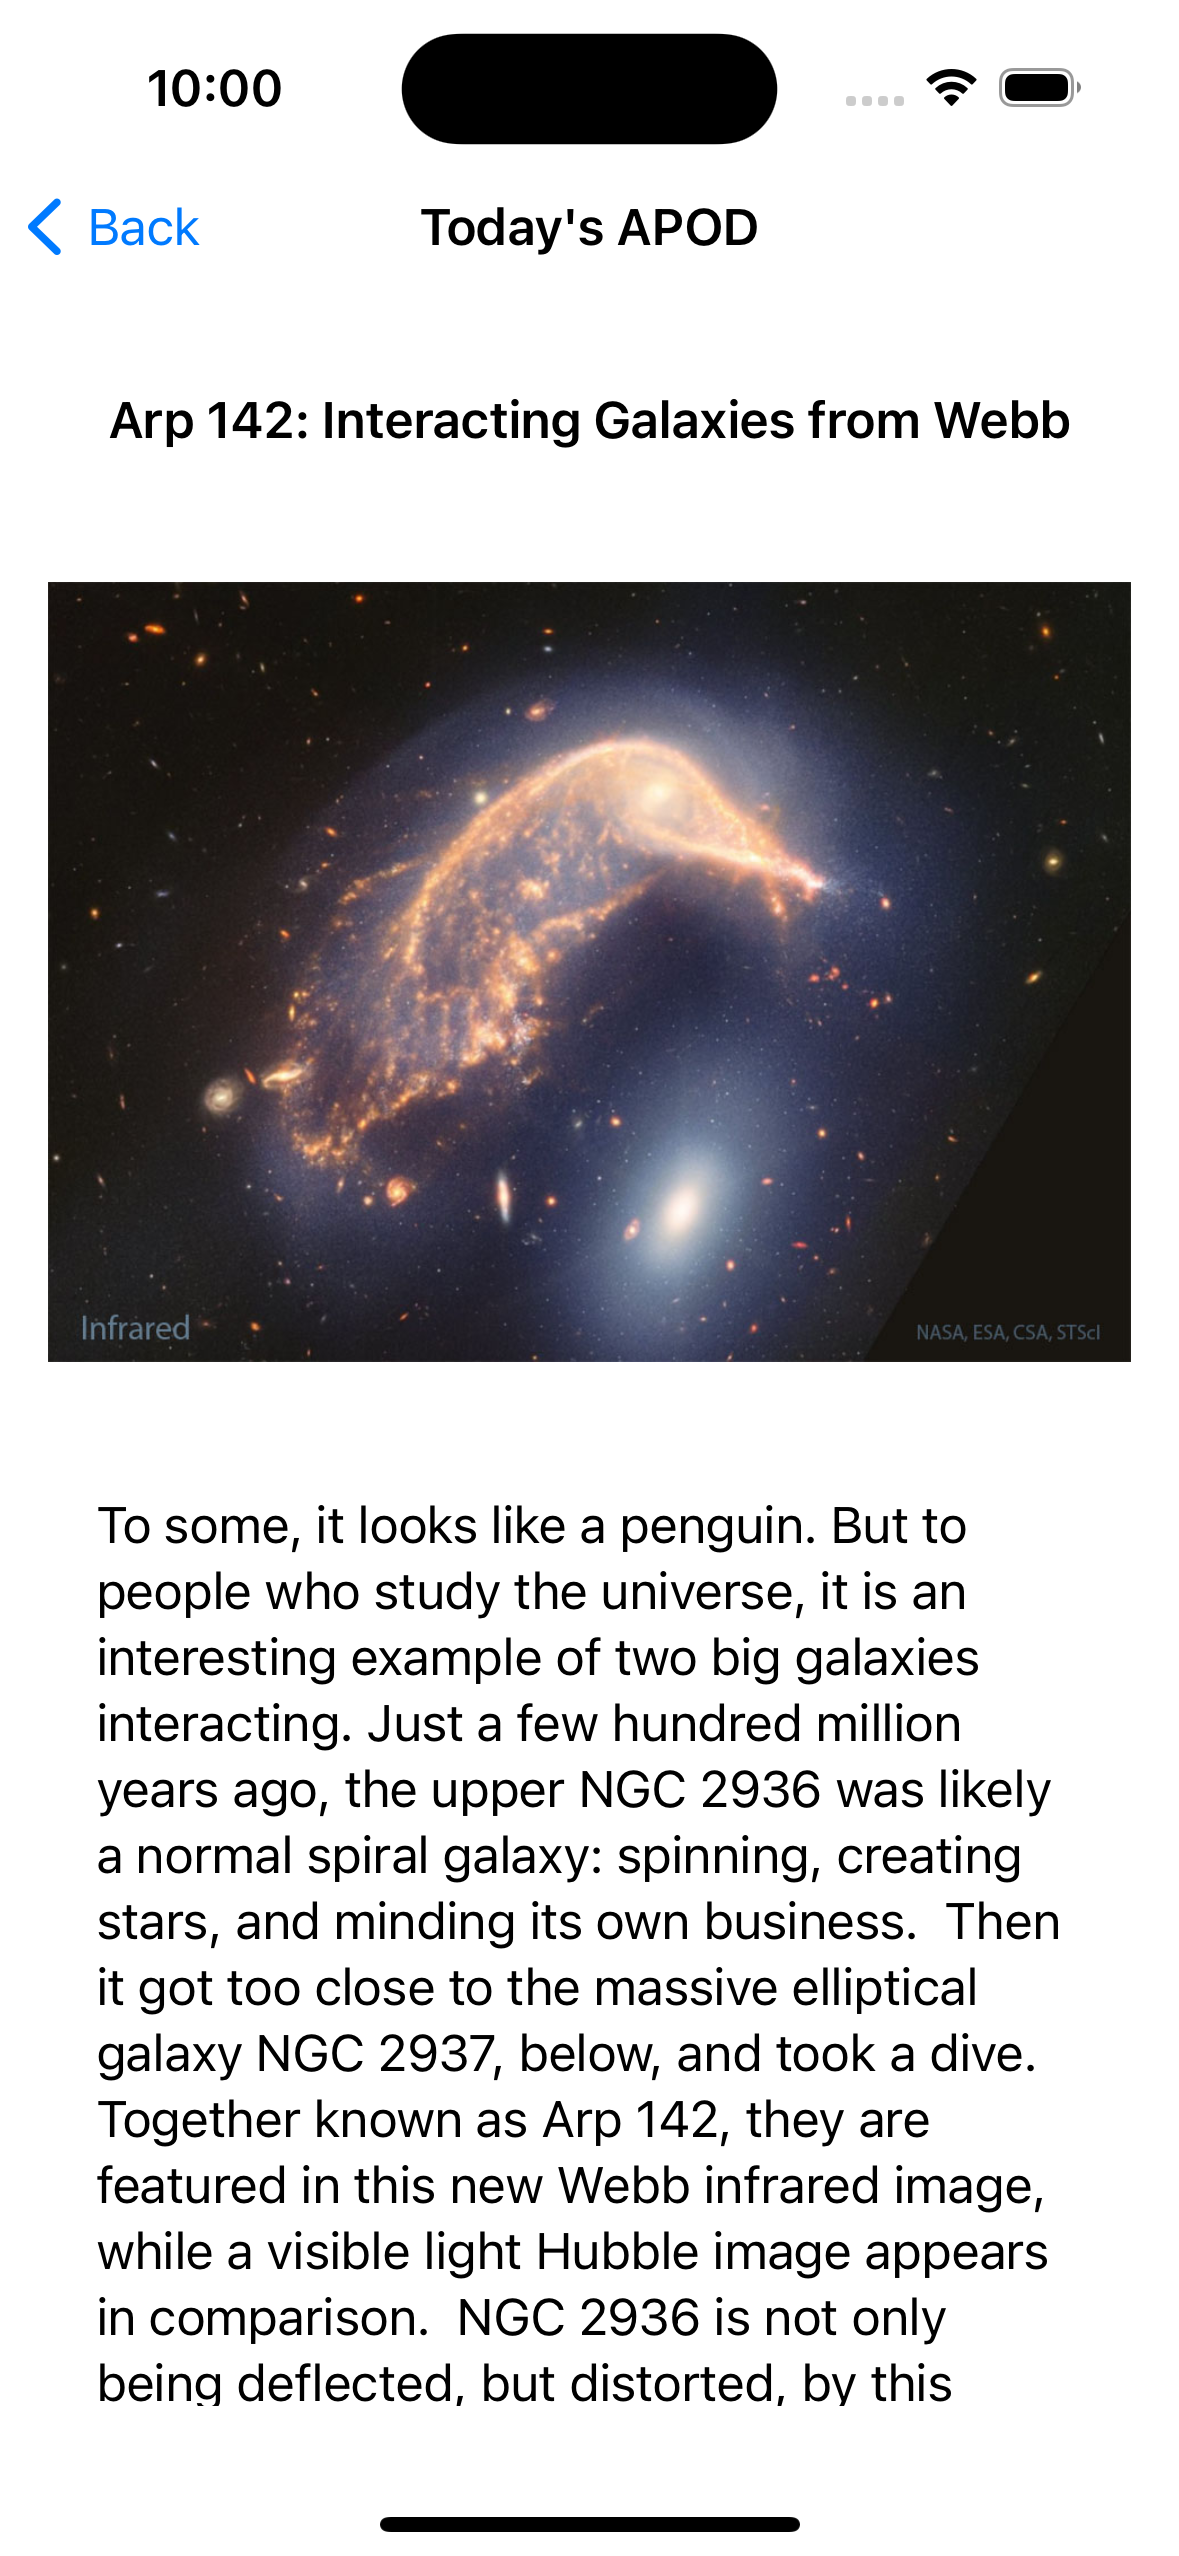 10:00
Back
Today's APOD
Arp 142: Interacting Galaxies from Webb
Infrared
NASA, ESA, CSA, STScI
To some, it looks like a penguin. But to
people who study the universe, it is an
interesting example of two big galaxies
interacting. Just a few hundred million
years ago, the upper NGC 2936 was likely
a normal spiral galaxy: spinning, creating
stars, and minding its own business.  Then
it got too close to the massive elliptical
galaxy NGC 2937, below, and took a dive.
Together known as Arp 142, they are
featured in this new Webb infrared image,
while a visible light Hubble image appears
in comparison.  NGC 2936 is not only
being deflected, but distorted, by this